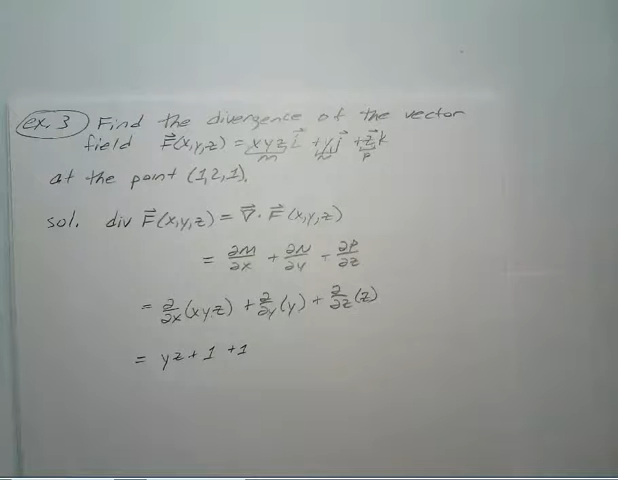 ex. 3 Find the divergence of the vector
field F⃗(x,y,z) = xyz i⃗ + y j⃗ + z k⃗
M N P
at the point (1,2,1).
sol. div F⃗(x,y,z) = ∇⃗ · F⃗(x,y,z)
= ∂M/∂x + ∂N/∂y + ∂P/∂z
= ∂/∂x (xyz) + ∂/∂y (y) + ∂/∂z (z)
= yz + 1 + 1